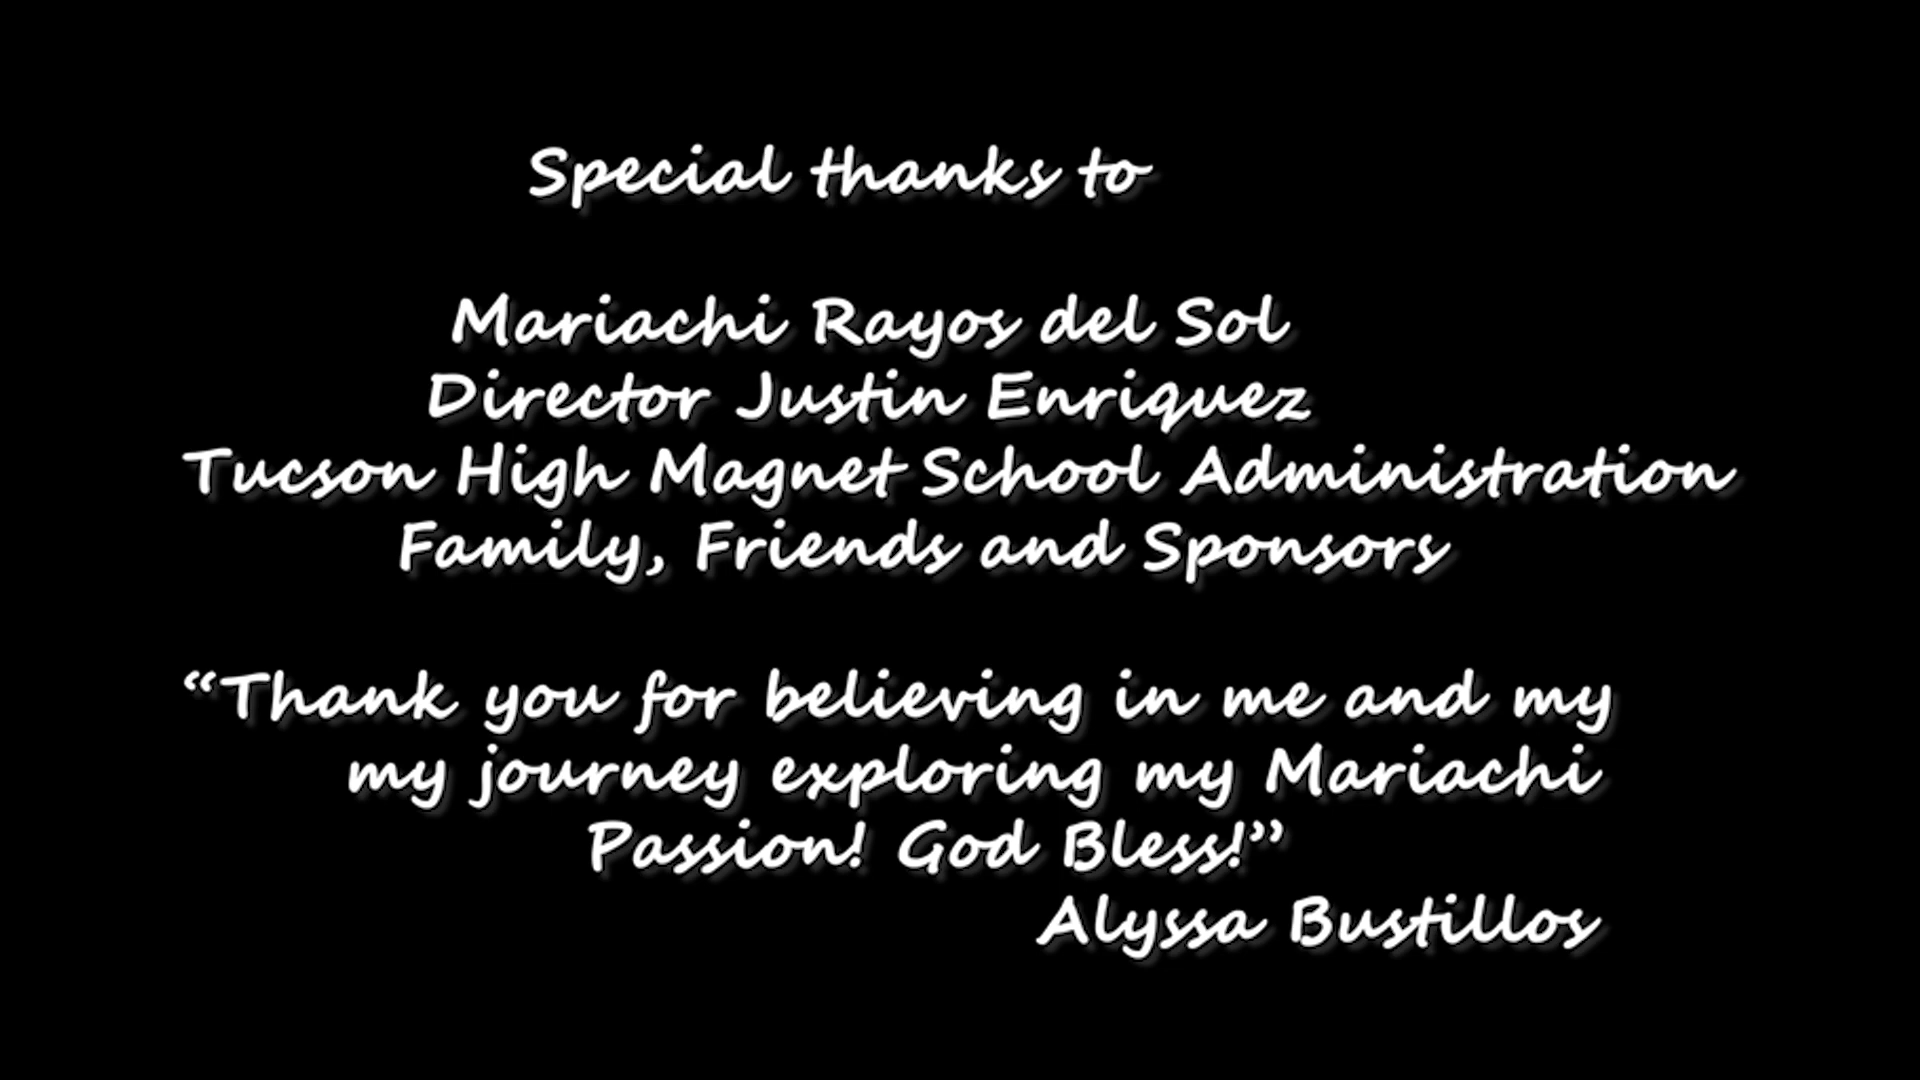 Special thanks to
Mariachi Rayos del Sol
Director Justin Enriquez
Tucson High Magnet School Administration
Family, Friends and Sponsors
“Thank you for believing in me and my
my journey exploring my Mariachi
Passion! God Bless!”
Alyssa Bustillos